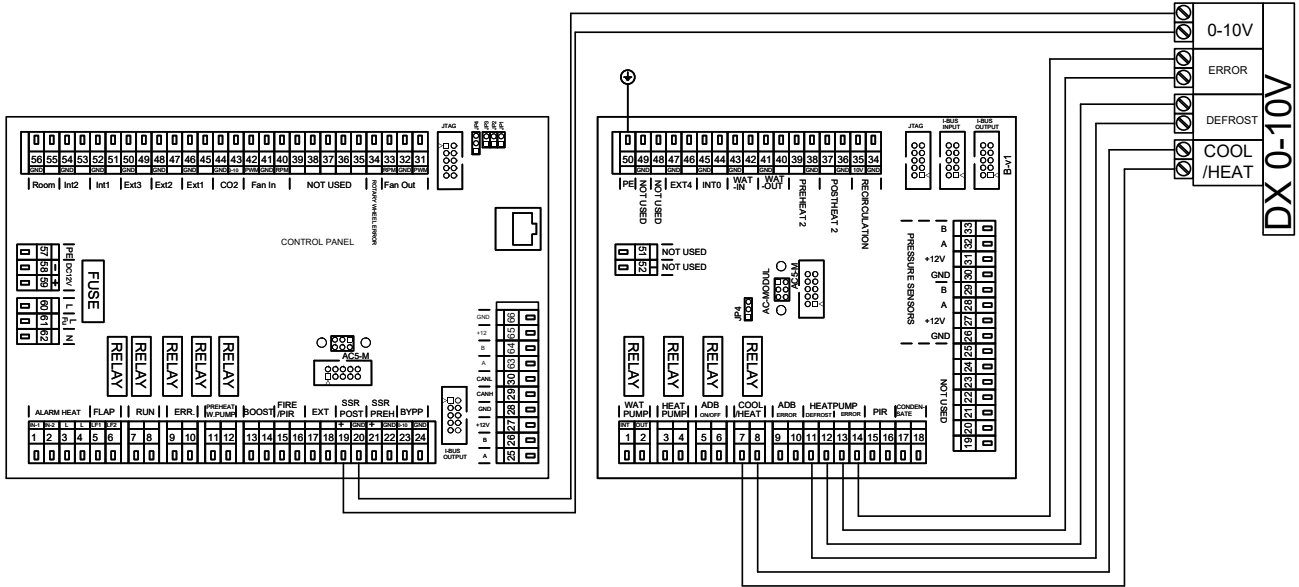 0-10V
ERROR
DEFROST
COOL
/HEAT
DX 0-10V
JTAG
JP3
JP2
JP1
56 55 54 53 52 51 50 49 48 47 46 45 44 43 42 41 40 39 38 37 36 35 34 33 32 31
GND GND GND GND GND GND GND 0-10 PWM GND RPM RPM GND PWM
Room Int2 Int1 Ext3 Ext2 Ext1 CO2 Fan In NOT USED ROTARY WHEEL ERROR Fan Out
CONTROL PANEL
57 58 59
PE DC12V - +
FUSE
60 61 62
L Fu L N
RELAY RELAY RELAY RELAY RELAY
AC5-M
GND 66
+12 65
B 64
A 63
CANL 30
CANH 29
GND 28
+12V 27
B 26
A 25
I-BUS
OUTPUT
ALARM HEAT FLAP RUN ERR. PREHEAT W.PUMP BOOST FIRE /PIR EXT SSR POST SSR PREH BYPP
IN-1 IN-2 L L LF1 LF2 + GND + GND 0-10 GND
1 2 3 4 5 6 7 8 9 10 11 12 13 14 15 16 17 18 19 20 21 22 23 24
JTAG
I-BUS
INPUT
I-BUS
OUTPUT
B-V1
50 49 48 47 46 45 44 43 42 41 40 39 38 37 36 35 34
GND GND GND GND GND GND GND 10V GND
PE NOT USED NOT USED EXT4 INT0 WAT -IN WAT -OUT PREHEAT 2 POSTHEAT 2 RECIRCULATION
51 NOT USED
52 NOT USED
AC-MODUL
AC5-M
JP4
PRESSURE SENSORS
B 33
A 32
+12V 31
GND 30
B 29
A 28
+12V 27
GND 26
NOT USED
25
24
23
22
21
20
19
RELAY RELAY RELAY RELAY
WAT PUMP HEAT PUMP ADB ON/OFF COOL /HEAT ADB ERROR HEATPUMP DEFROST ERROR PIR CONDEN- BATE
INT OUT
1 2 3 4 5 6 7 8 9 10 11 12 13 14 15 16 17 18